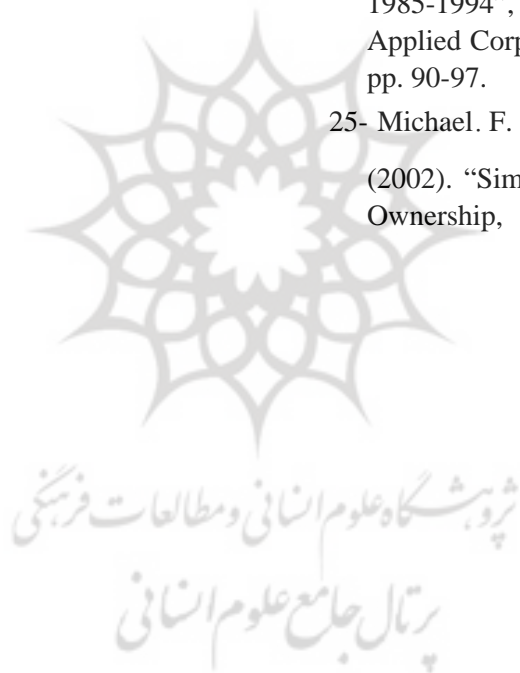 1985-1994”,
Applied Corp
pp. 90-97.
25- Michael. F.
(2002). “Sim
Ownership,
پژوهشگاه علوم انسانی و مطالعات فرهنگی
پرتال جامع علوم انسانی